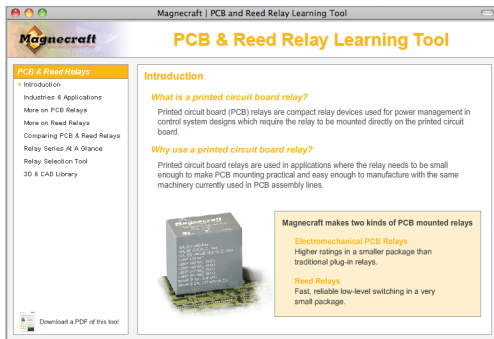 Magnecraft | PCB and Reed Relay Learning Tool
Magnecraft
PCB & Reed Relay Learning Tool
PCB & Reed Relays
Introduction
Industries & Applications
More on PCB Relays
More on Reed Relays
Comparing PCB & Reed Relays
Relay Series At A Glance
Relay Selection Tool
3D & CAD Library
Download a PDF of this tool
Introduction
What is a printed circuit board relay?
Printed circuit board (PCB) relays are compact relay devices used for power management in
control system designs which require the relay to be mounted directly on the printed circuit
board.
Why use a printed circuit board relay?
Printed circuit board relays are used in applications where the relay needs to be small
enough to make PCB mounting practical and easy enough to manufacture with the same
machinery currently used in PCB assembly lines.
Magnecraft
Magnecraft makes two kinds of PCB mounted relays
Electromechanical PCB Relays
Higher ratings in a smaller package than
traditional plug-in relays.
Reed Relays
Fast, reliable low-level switching in a very
small package.